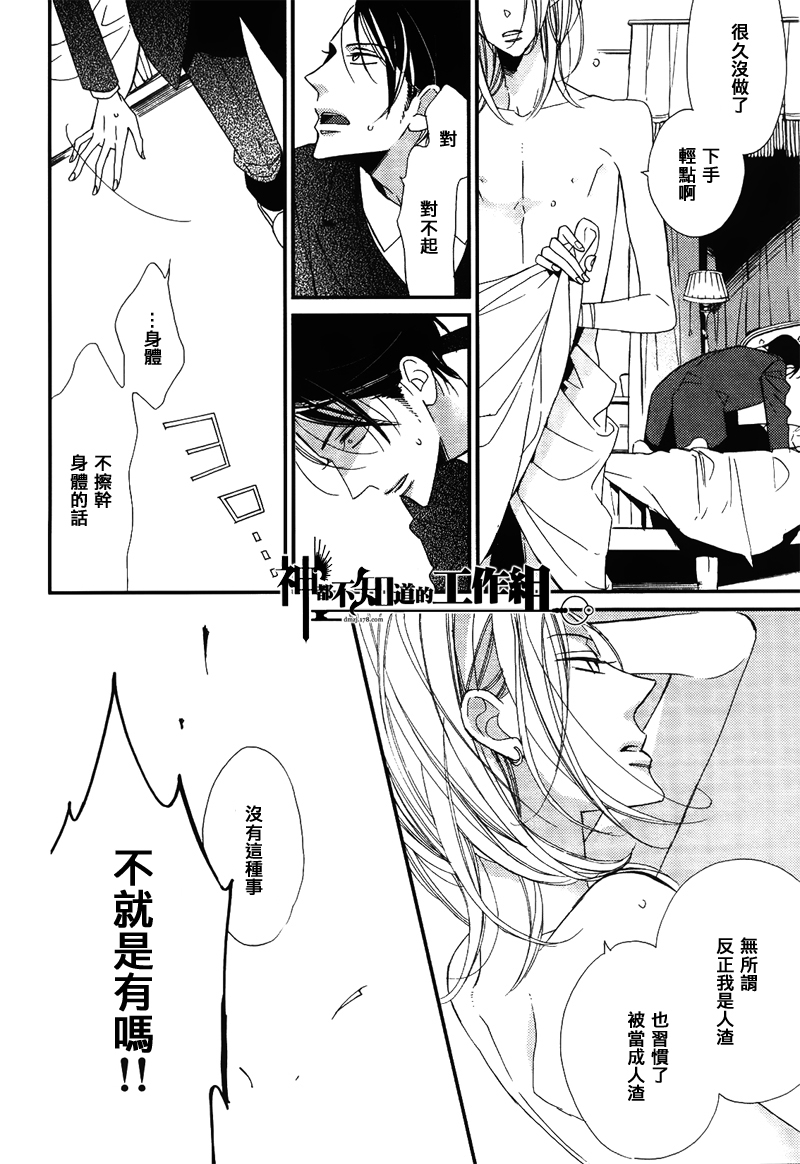 很久沒做了
下手
輕點啊
對
對不起
…身體
不擦幹
身體的話
ヨロ…
神都不知道的工作組
dmzj.178.com
無所謂
反正我是人渣
也習慣了
被當成人渣
沒有這種事
不就是有嗎!!